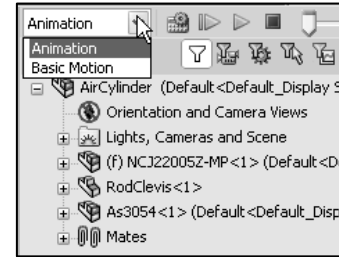 Animation
Animation
Basic Motion
AirCylinder (Default<Default_Display S
Orientation and Camera Views
Lights, Cameras and Scene
(f) NCJ22005Z-MP<1> (Default<D
RodClevis<1>
As3054<1> (Default<Default_Disp
Mates